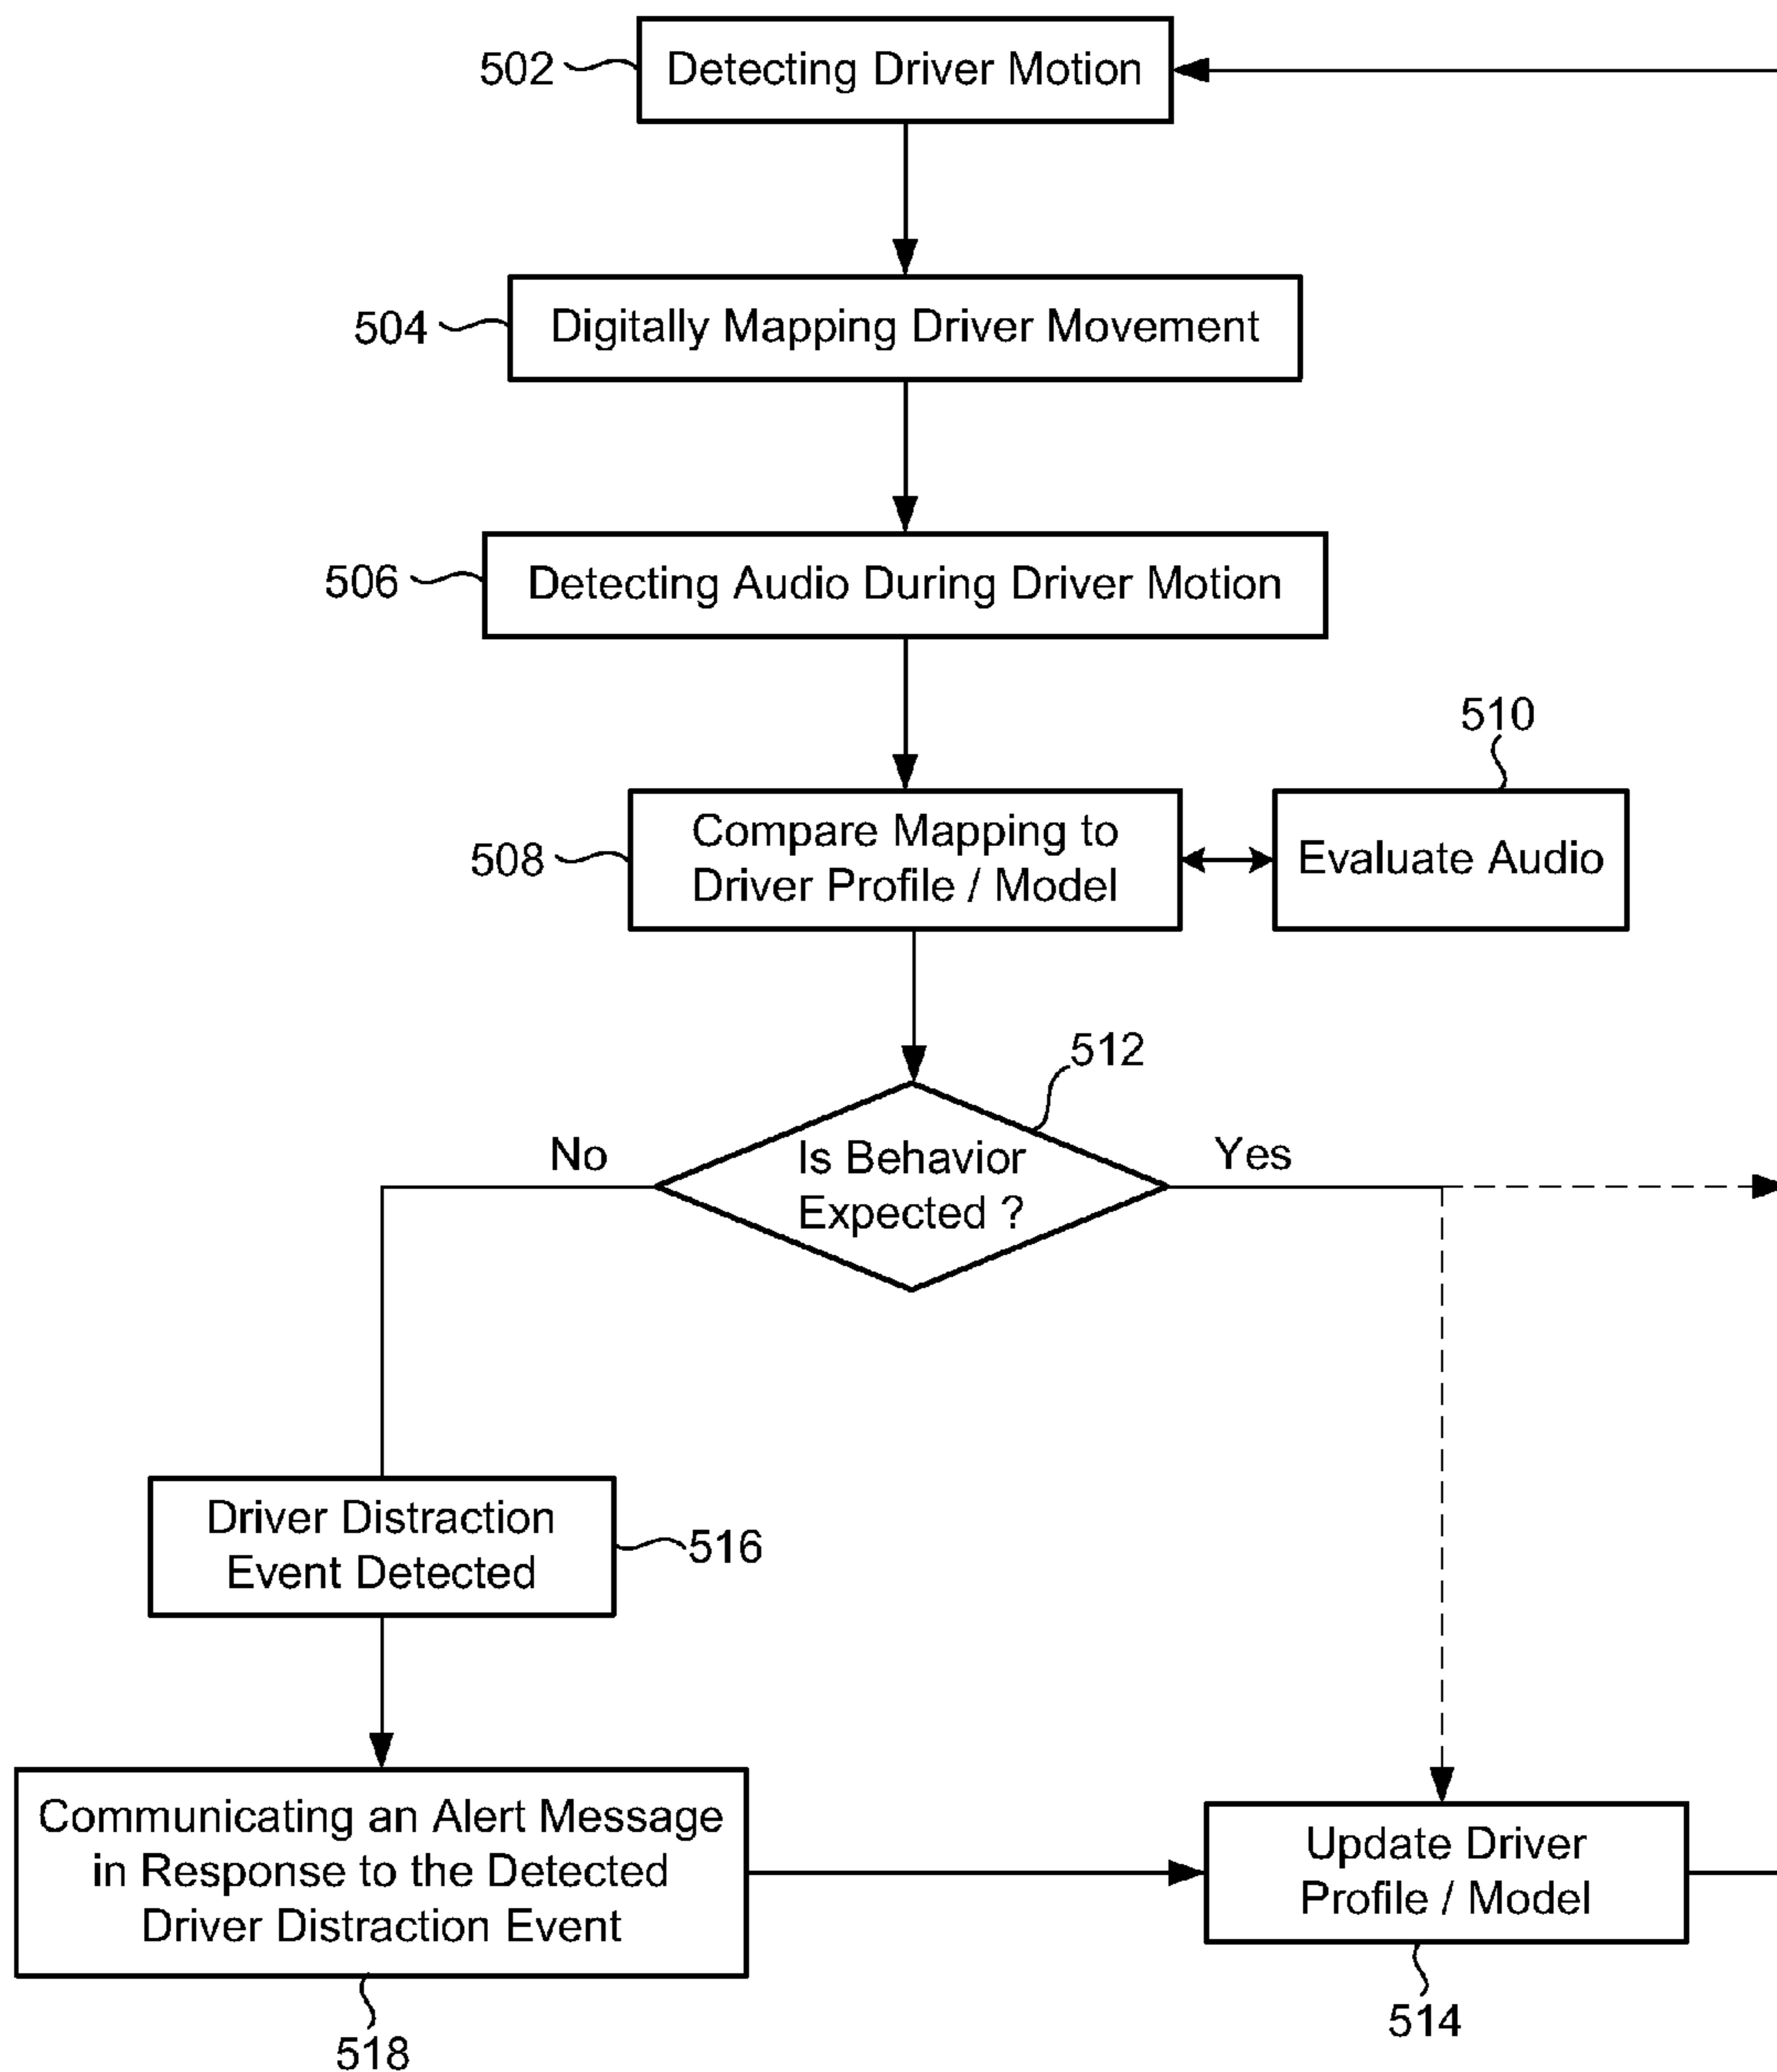 502
Detecting Driver Motion
504
Digitally Mapping Driver Movement
506
Detecting Audio During Driver Motion
510
508
Compare Mapping to
Driver Profile / Model
Evaluate Audio
512
No
Is Behavior
Expected ?
Yes
Driver Distraction
Event Detected
516
Communicating an Alert Message
in Response to the Detected
Driver Distraction Event
Update Driver
Profile / Model
514
518